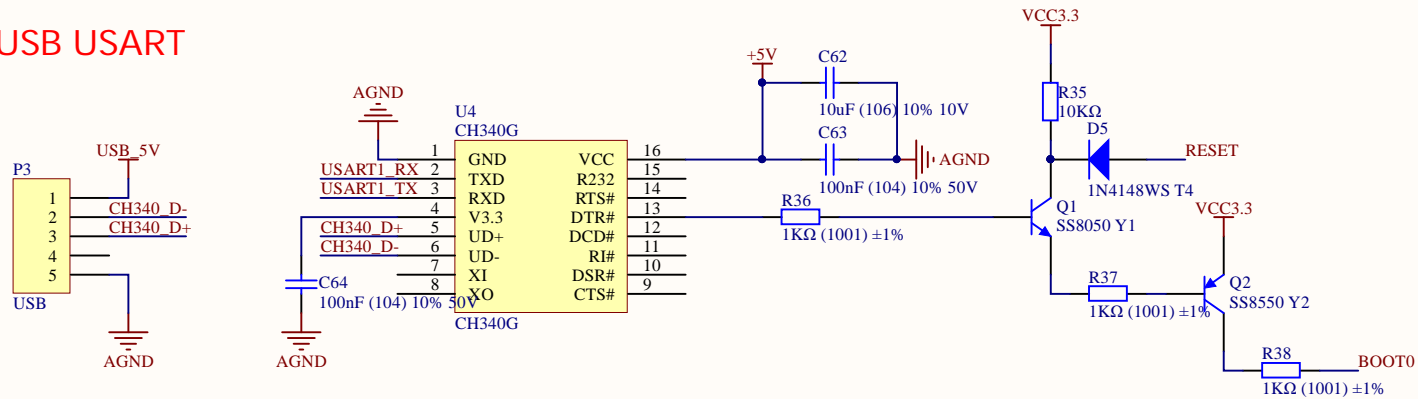 USB USART
P3
USB_5V
1
2
3
4
5
CH340_D-
CH340_D+
USB
AGND
AGND
U4
CH340G
USART1_RX
USART1_TX
CH340_D+
CH340_D-
1 GND
2 TXD
3 RXD
4 V3.3
5 UD+
6 UD-
7 XI
8 XO
VCC 16
R232 15
RTS# 14
DTR# 13
DCD# 12
RI# 11
DSR# 10
CTS# 9
CH340G
C64
100nF (104) 10% 50V
AGND
+5V
C62
10uF (106) 10% 10V
C63
100nF (104) 10% 50V
AGND
R36
1KΩ (1001) ±1%
VCC3.3
R35
10KΩ
D5
RESET
1N4148WS T4
Q1
SS8050 Y1
VCC3.3
R37
1KΩ (1001) ±1%
Q2
SS8550 Y2
R38
1KΩ (1001) ±1%
BOOT0